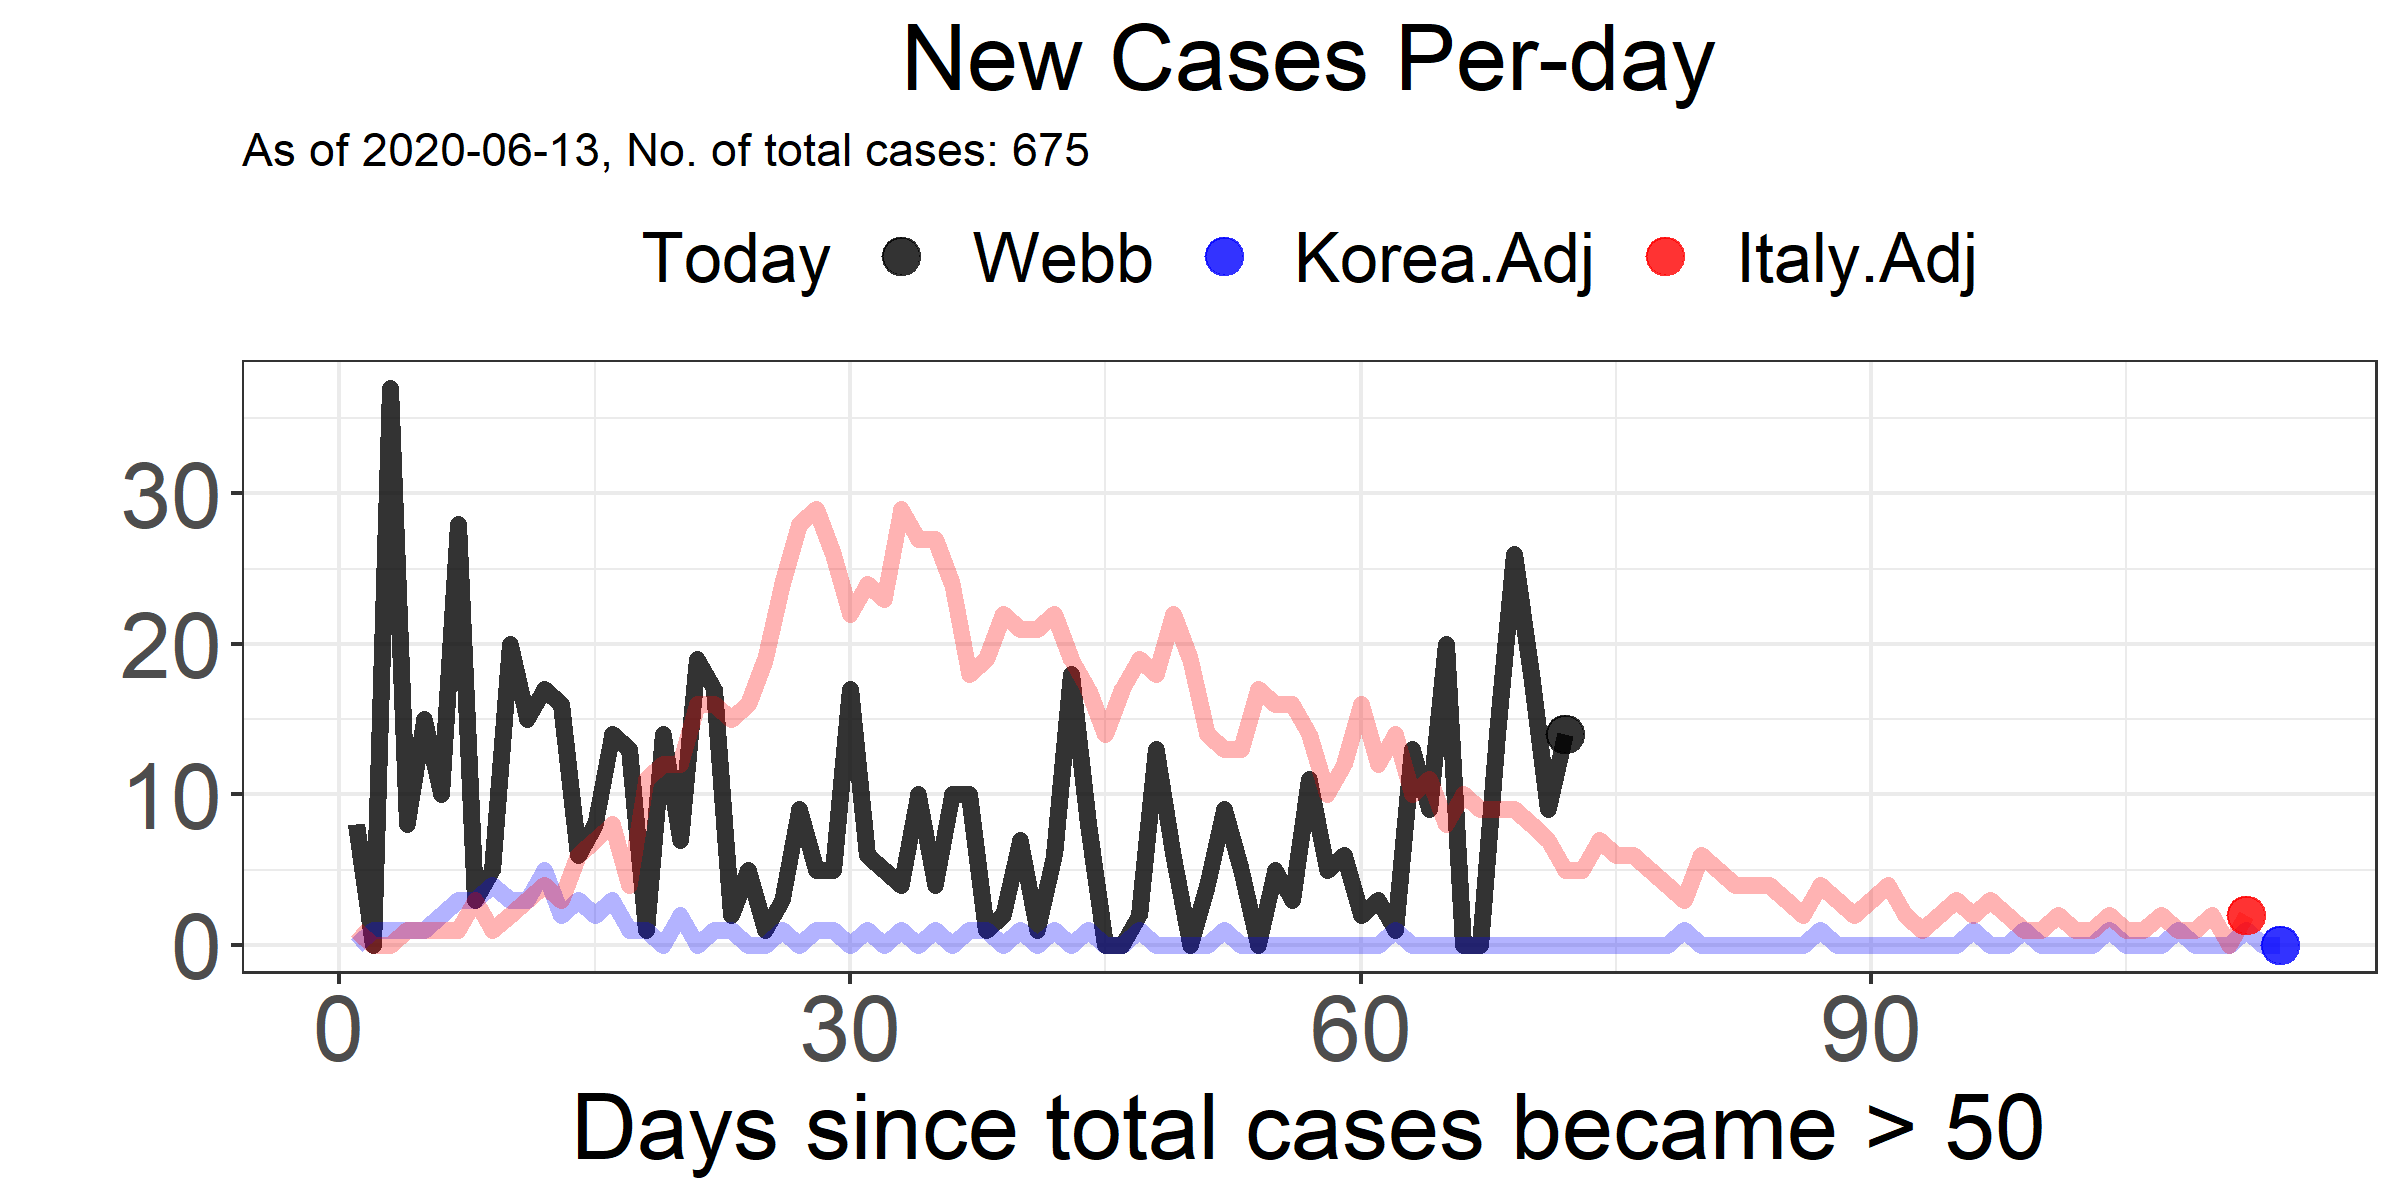 New Cases Per-day
As of 2020-06-13, No. of total cases: 675
Today Webb Korea.Adj Italy.Adj
30
20
10
0
0 30 60 90
Days since total cases became > 50